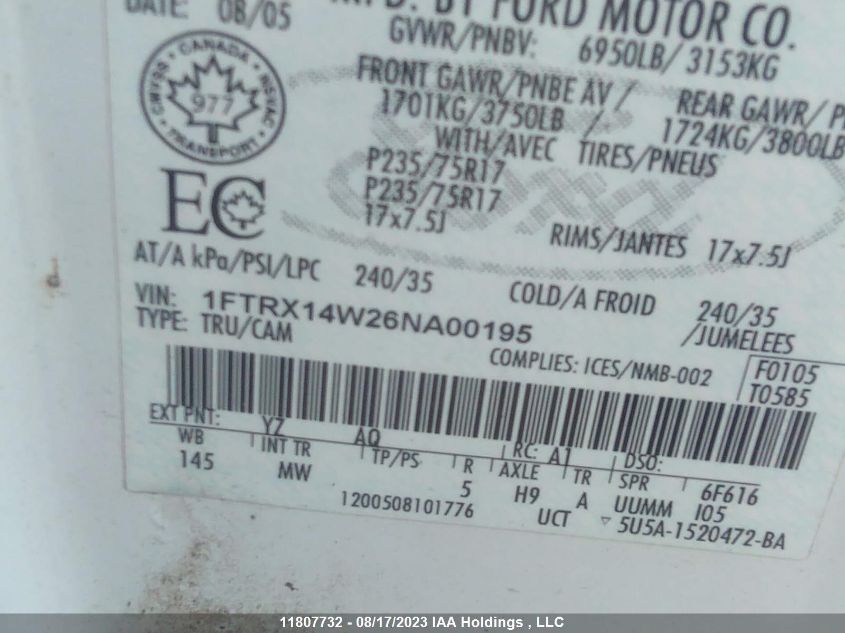 DATE: 08/05
MFD. BY FORD MOTOR CO.
GVWR/PNBV: 6950LB/ 3153KG
FRONT GAWR/PNBE AV / REAR GAWR/
1701KG/3750LB / 1724KG/3800LB
WITH/AVEC TIRES/PNEUS
P235/75R17
P235/75R17
17x7.5J RIMS/JANTES 17x7.5J
CANADA
977
TRANSPORT
NSVAC
CMVSS
EC
AT/A kPa/PSI/LPC 240/35 COLD/A FROID 240/35
VIN: 1FTRX14W26NA00195 /JUMELEES
TYPE: TRU/CAM
COMPLIES: ICES/NMB-002 F0105
T0585
EXT PNT: YZ AQ RC: A1 DSO:
WB INT TR TP/PS R AXLE TR SPR 6F616
145 MW 5 H9 A UUMM I05
1200508101776 UCT ▽ 5U5A-1520472-BA
11807732 - 08/17/2023 IAA Holdings , LLC